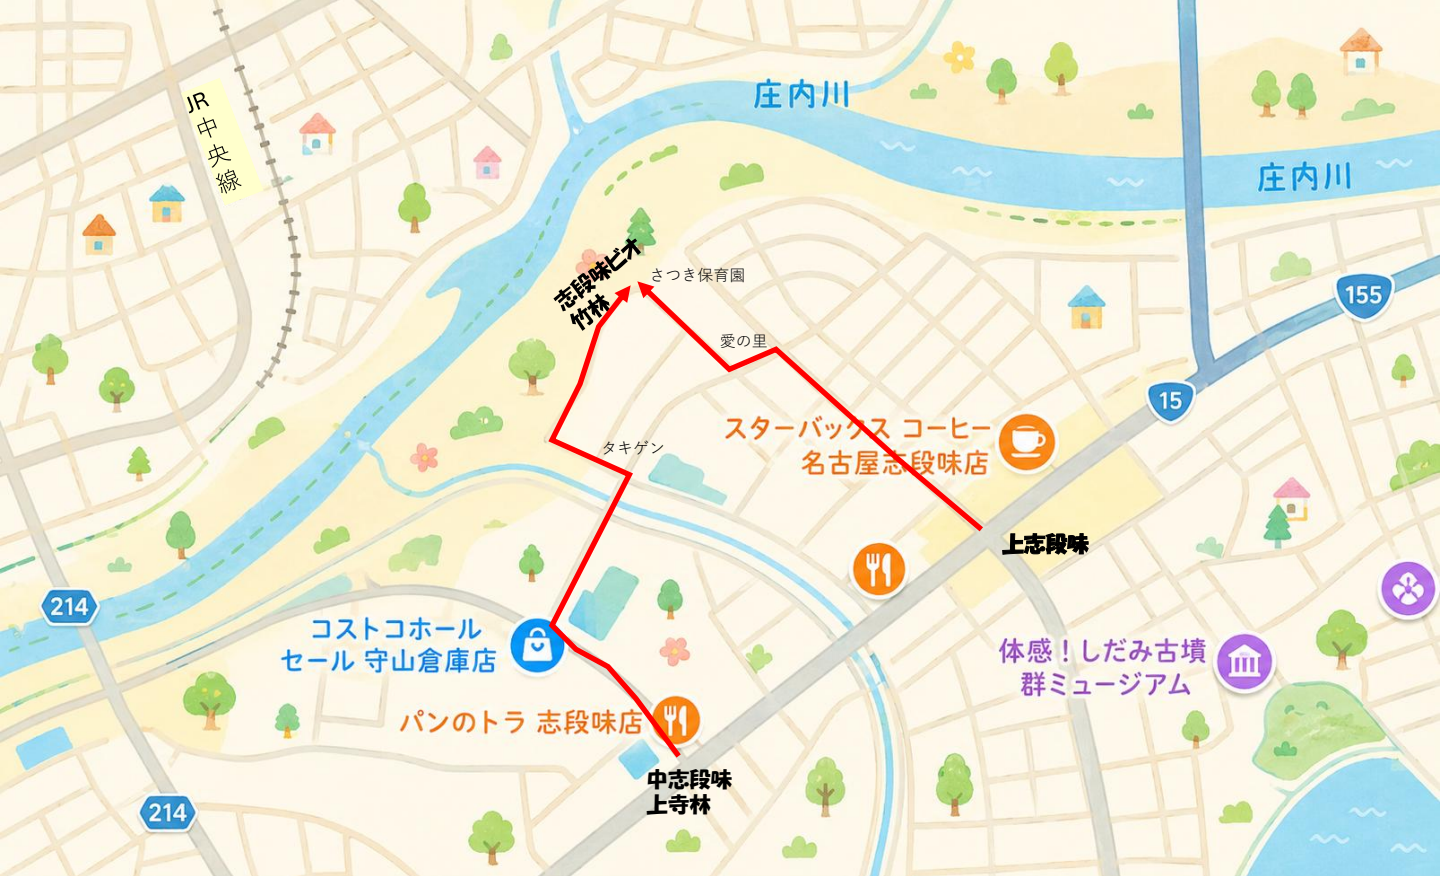 庄内川
JR
中
央
線
庄内川
志段味ビオ
竹林
さつき保育園
155
愛の里
15
スターバックス コーヒー
名古屋志段味店
タキゲン
上志段味
214
コストコホール
セール 守山倉庫店
体感！しだみ古墳
群ミュージアム
パンのトラ 志段味店
中志段味
上寺林
214